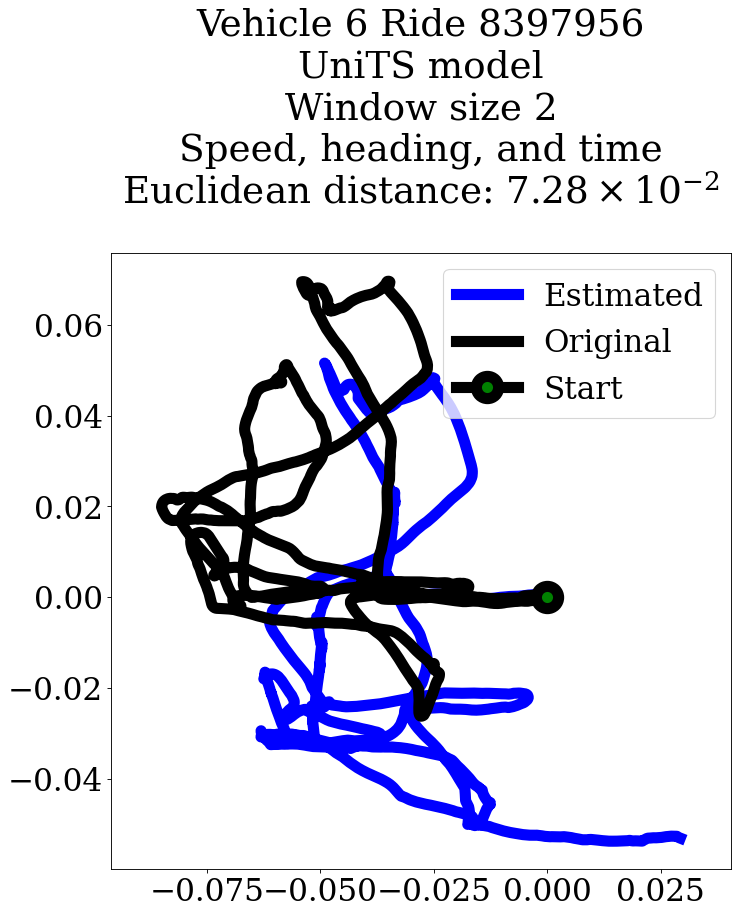 Vehicle 6 Ride 8397956
UniTS model
Window size 2
Speed, heading, and time
Euclidean distance: 7.28 × 10⁻²
Estimated
Original
Start
0.06
0.04
0.02
0.00
−0.02
−0.04
−0.075 −0.050 −0.025 0.000 0.025